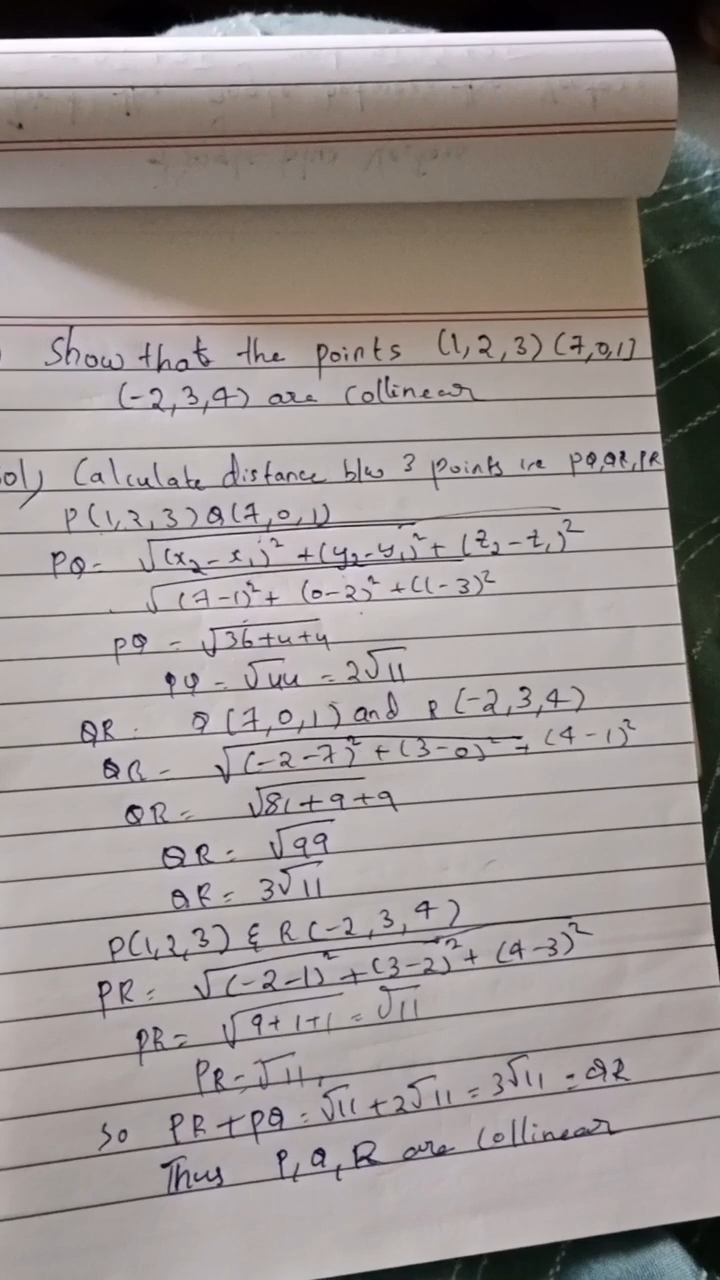 Show that the points (1,2,3) (7,0,1)
(-2,3,4) are collinear
ol) Calculate distance b/w 3 points ie PQ,QR,PR
P(1,2,3) Q(7,0,1)
PQ = √(x₂-x₁)² + (y₂-y₁)² + (z₂-z₁)²
√(7-1)² + (0-2)² + (1-3)²
PQ = √36+4+4
PQ = √44 = 2√11
QR. Q(7,0,1) and R(-2,3,4)
QR = √(-2-7)² + (3-0)² + (4-1)²
QR = √81+9+9
QR = √99
QR = 3√11
P(1,2,3) & R(-2,3,4)
PR = √(-2-1)² + (3-2)² + (4-3)²
PR = √9+1+1 = √11
PR = √11,
So PR+PQ = √11+2√11 = 3√11 = QR
Thus P,Q,R are collinear